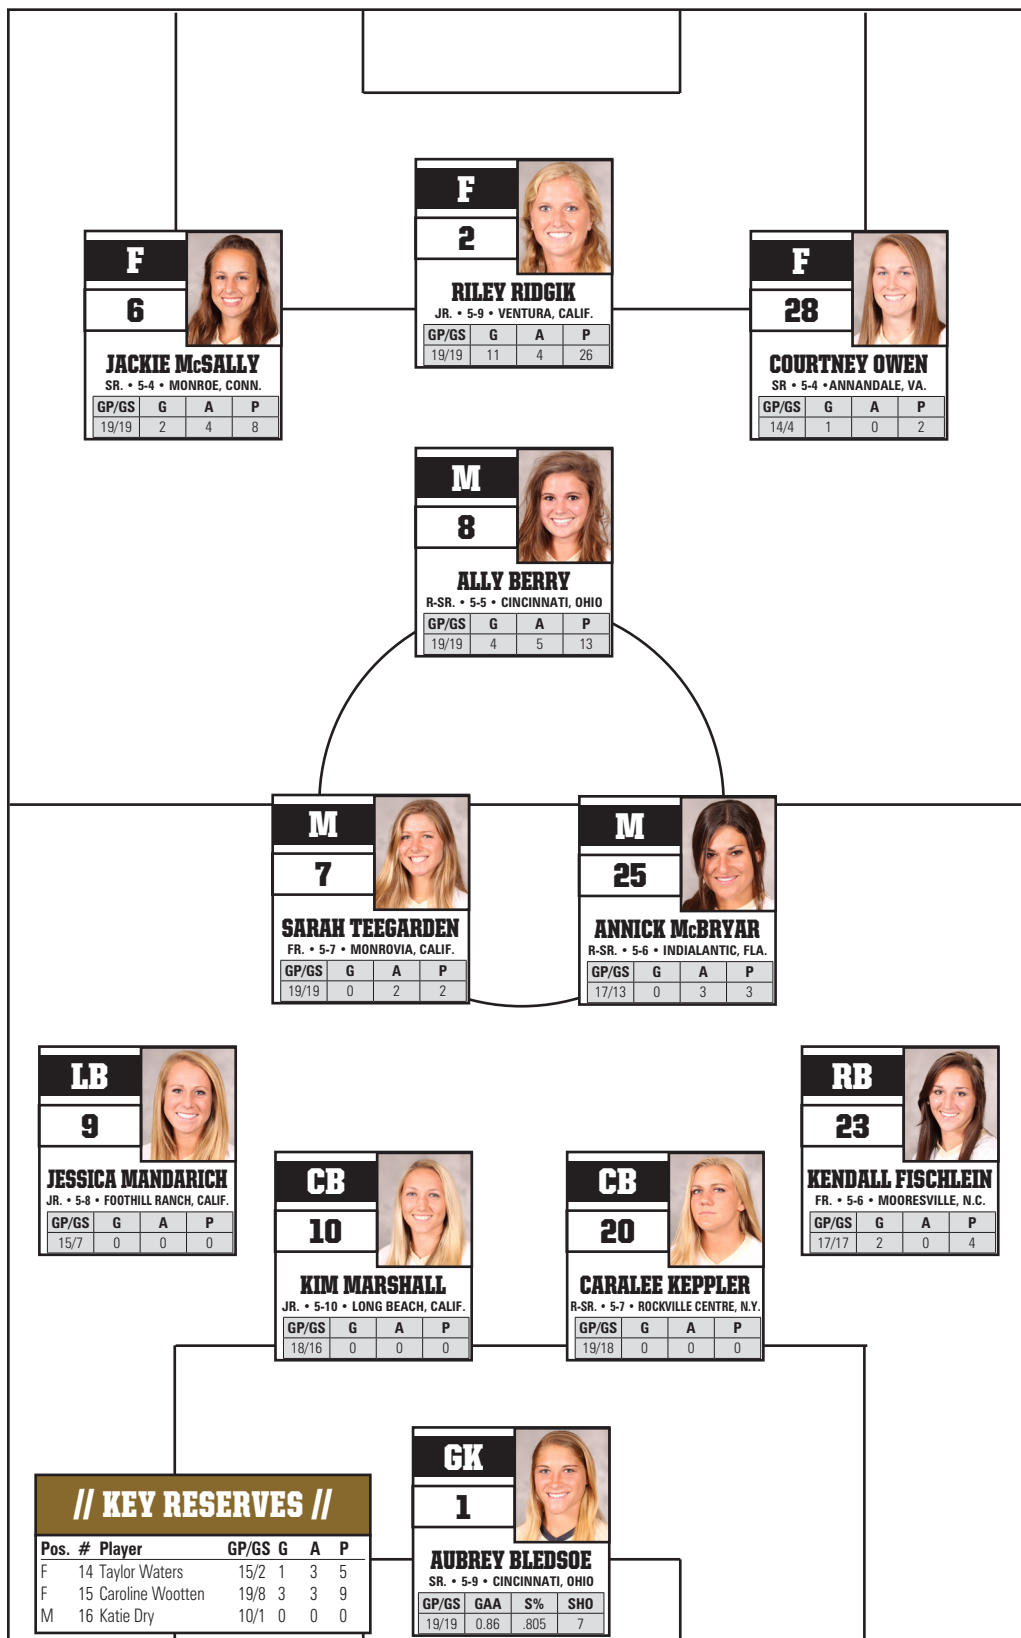 F
2
RILEY RIDGIK
JR. • 5-9 • VENTURA, CALIF.
GP/GS G A P
19/19 11 4 26
F
6
JACKIE McSALLY
SR. • 5-4 • MONROE, CONN.
GP/GS G A P
19/19 2 4 8
F
28
COURTNEY OWEN
SR • 5-4 •ANNANDALE, VA.
GP/GS G A P
14/4 1 0 2
M
8
ALLY BERRY
R-SR. • 5-5 • CINCINNATI, OHIO
GP/GS G A P
19/19 4 5 13
M
7
SARAH TEEGARDEN
FR. • 5-7 • MONROVIA, CALIF.
GP/GS G A P
19/19 0 2 2
M
25
ANNICK McBRYAR
R-SR. • 5-6 • INDIALANTIC, FLA.
GP/GS G A P
17/13 0 3 3
LB
9
JESSICA MANDARICH
JR. • 5-8 • FOOTHILL RANCH, CALIF.
GP/GS G A P
15/7 0 0 0
CB
10
KIM MARSHALL
JR. • 5-10 • LONG BEACH, CALIF.
GP/GS G A P
18/16 0 0 0
CB
20
CARALEE KEPPLER
R-SR. • 5-7 • ROCKVILLE CENTRE, N.Y.
GP/GS G A P
19/18 0 0 0
RB
23
KENDALL FISCHLEIN
FR. • 5-6 • MOORESVILLE, N.C.
GP/GS G A P
17/17 2 0 4
GK
1
AUBREY BLEDSOE
SR. • 5-9 • CINCINNATI, OHIO
GP/GS GAA S% SHO
19/19 0.86 .805 7
// KEY RESERVES //
Pos. # Player GP/GS G A P
F 14 Taylor Waters 15/2 1 3 5
F 15 Caroline Wootten 19/8 3 3 9
M 16 Katie Dry 10/1 0 0 0